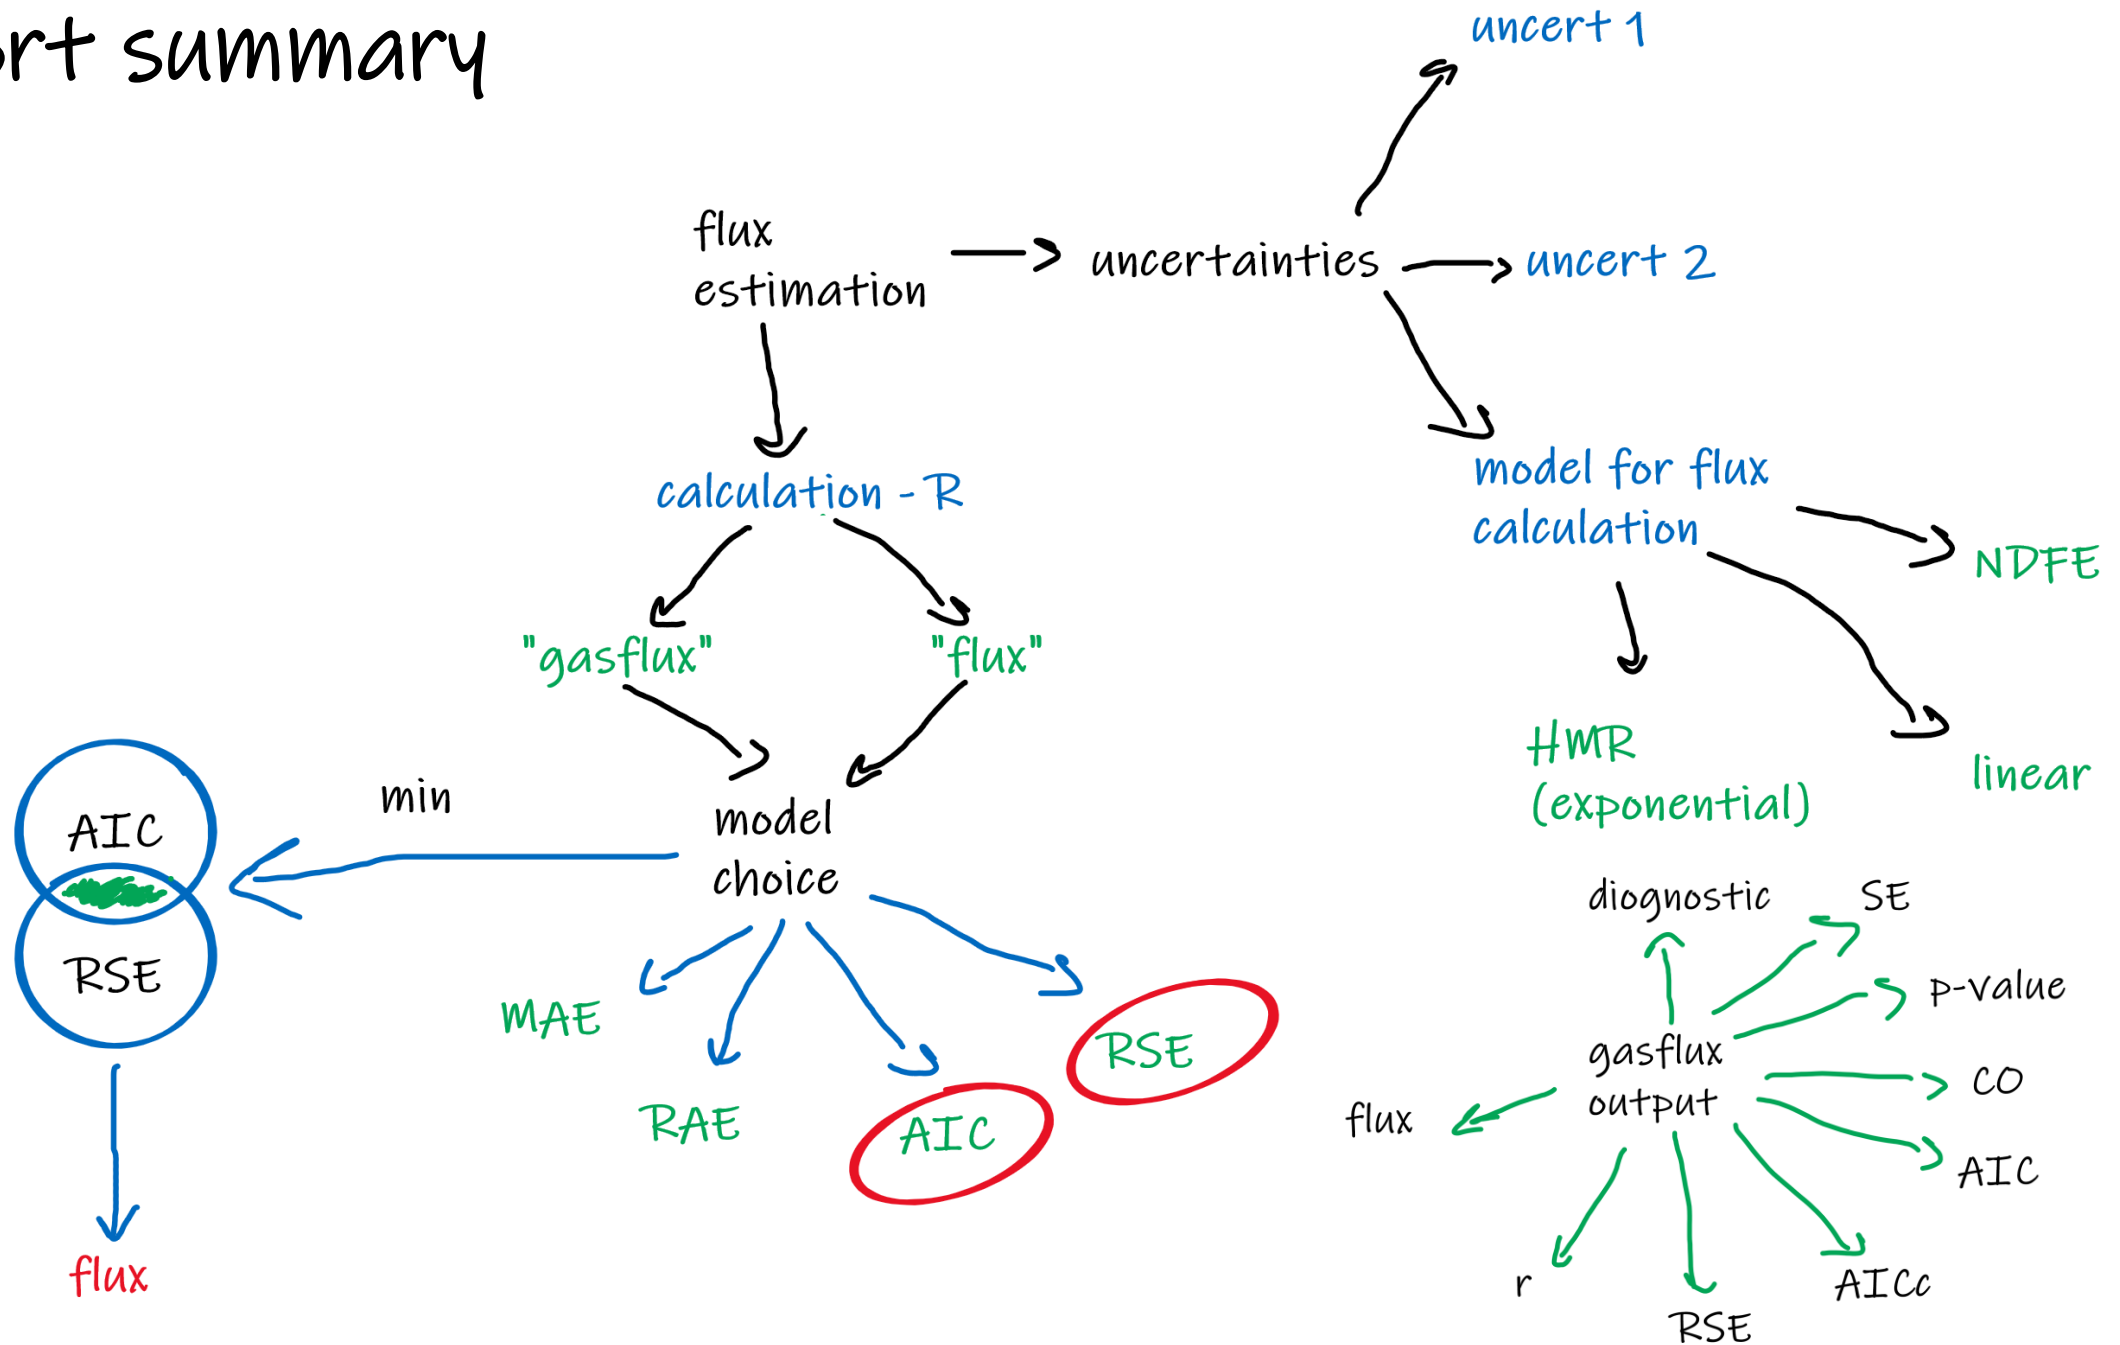 rt summary
uncert 1
flux
estimation
uncertainties
uncert 2
calculation - R
model for flux
calculation
NDFE
"gasflux"
"flux"
HMR
(exponential)
linear
min
model
choice
AIC
RSE
MAE
RAE
AIC
RSE
flux
diognostic
SE
p-value
gasflux
output
CO
AIC
flux
r
RSE
AICc